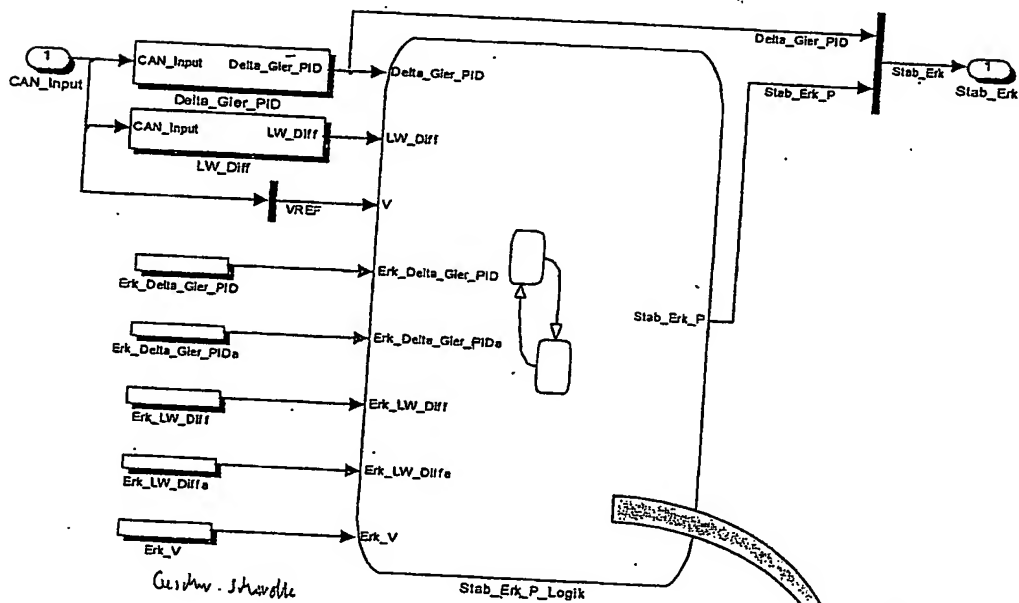 Delta_Gier_PID
1
CAN_Input
CAN_Input
Delta_Gier_PID
Delta_Gier_PID
Delta_Gier_PID
Stab_Erk
1
Stab_Erk
Stab_Erk_P
CAN_Input
LW_Diff
LW_Diff
LW_Diff
VREF
V
Erk_Delta_Gier_PID
Erk_Delta_Gier_PID
Stab_Erk_P
Erk_Delta_Gier_PIDa
Erk_Delta_Gier_PIDa
Erk_LW_Diff
Erk_LW_Diff
Erk_LW_Diffa
Erk_LW_Diffa
Erk_V
Erk_V
Stab_Erk_P_Logik